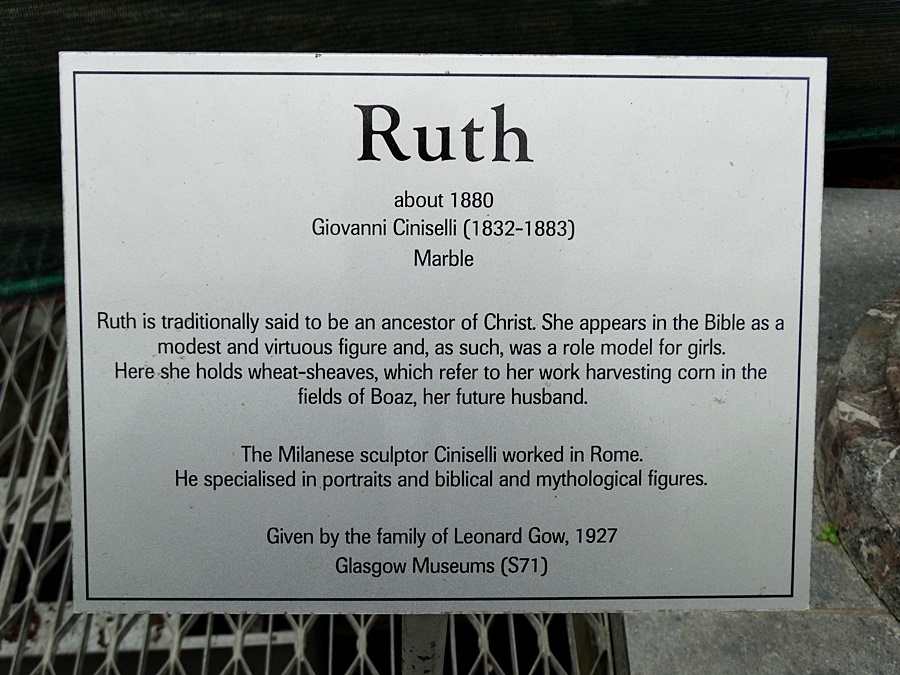 Ruth
about 1880
Giovanni Ciniselli (1832-1883)
Marble
Ruth is traditionally said to be an ancestor of Christ. She appears in the Bible as a
modest and virtuous figure and, as such, was a role model for girls.
Here she holds wheat-sheaves, which refer to her work harvesting corn in the
fields of Boaz, her future husband.
The Milanese sculptor Ciniselli worked in Rome.
He specialised in portraits and biblical and mythological figures.
Given by the family of Leonard Gow, 1927
Glasgow Museums (S71)